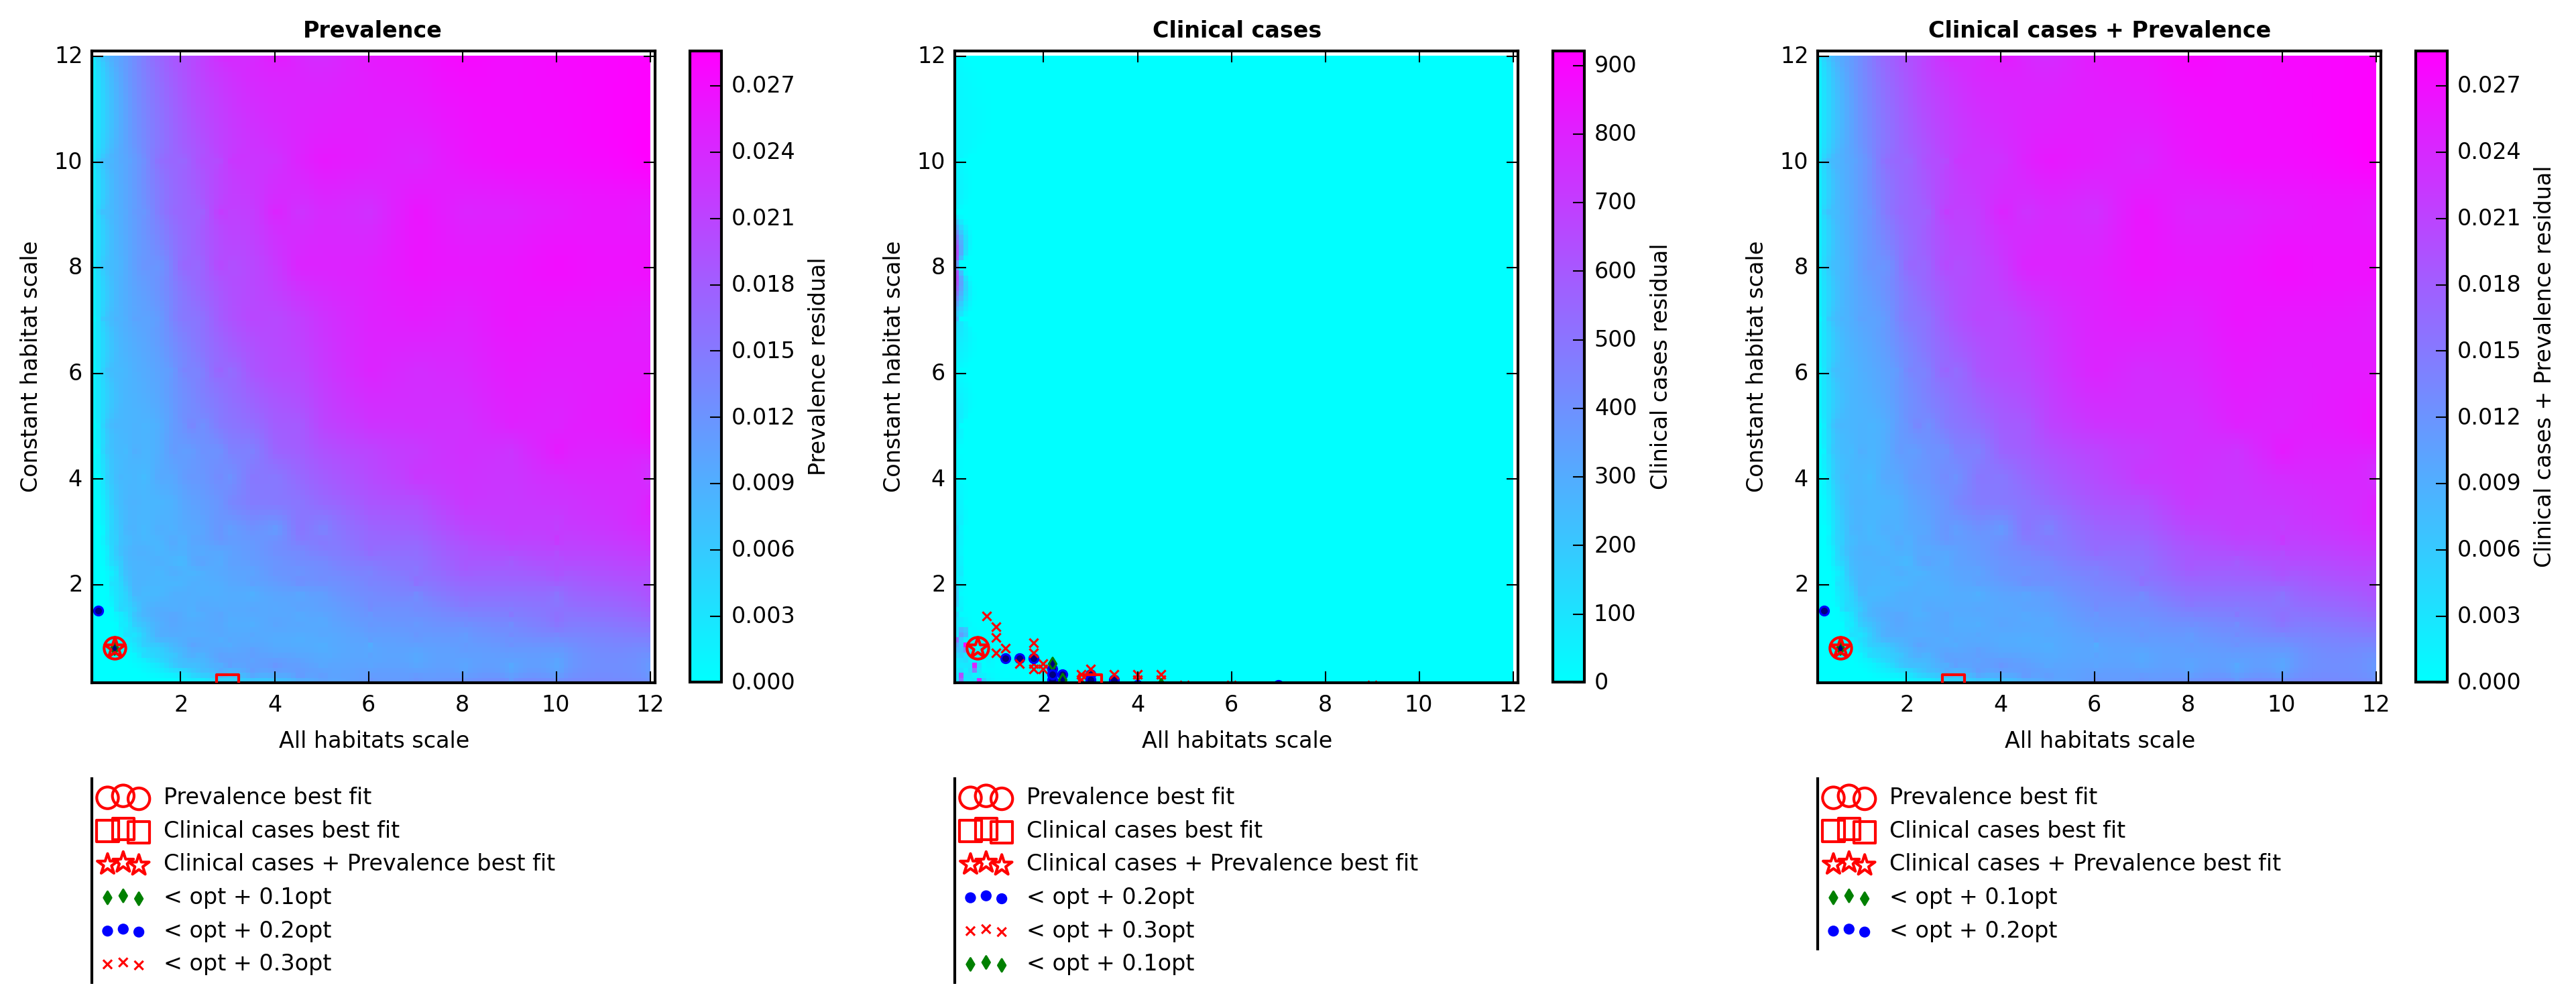 Prevalence
12
10
8
6
4
2
Constant habitat scale
2 4 6 8 10 12
All habitats scale
0.027
0.024
0.021
0.018
0.015
0.012
0.009
0.006
0.003
0.000
Prevalence residual
Prevalence best fit
Clinical cases best fit
Clinical cases + Prevalence best fit
< opt + 0.1opt
< opt + 0.2opt
< opt + 0.3opt
Clinical cases
12
10
8
6
4
2
Constant habitat scale
2 4 6 8 10 12
All habitats scale
900
800
700
600
500
400
300
200
100
0
Clinical cases residual
Prevalence best fit
Clinical cases best fit
Clinical cases + Prevalence best fit
< opt + 0.2opt
< opt + 0.3opt
< opt + 0.1opt
Clinical cases + Prevalence
12
10
8
6
4
2
Constant habitat scale
2 4 6 8 10 12
All habitats scale
0.027
0.024
0.021
0.018
0.015
0.012
0.009
0.006
0.003
0.000
Clinical cases + Prevalence residual
Prevalence best fit
Clinical cases best fit
Clinical cases + Prevalence best fit
< opt + 0.1opt
< opt + 0.2opt